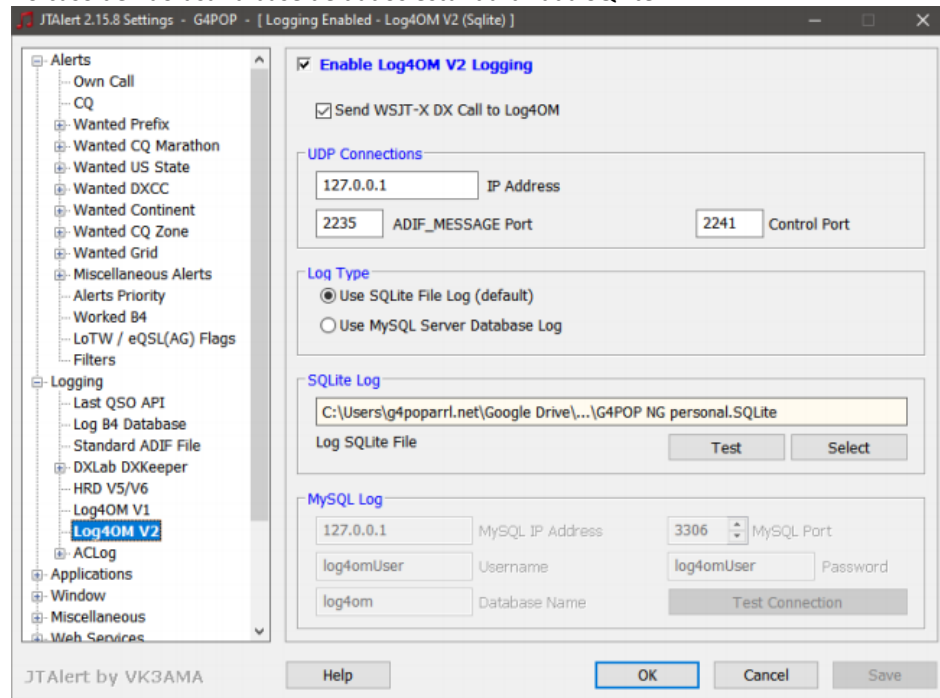 JTAlert 2.15.8 Settings - G4POP - [ Logging Enabled - Log4OM V2 (Sqlite) ]
Alerts
Own Call
CQ
Wanted Prefix
Wanted CQ Marathon
Wanted US State
Wanted DXCC
Wanted Continent
Wanted CQ Zone
Wanted Grid
Miscellaneous Alerts
Alerts Priority
Worked B4
LoTW / eQSL(AG) Flags
Filters
Logging
Last QSO API
Log B4 Database
Standard ADIF File
DXLab DXKeeper
HRD V5/V6
Log4OM V1
Log4OM V2
ACLog
Applications
Window
Miscellaneous
Web Services
Enable Log4OM V2 Logging
Send WSJT-X DX Call to Log4OM
UDP Connections
127.0.0.1 IP Address
2235 ADIF_MESSAGE Port 2241 Control Port
Log Type
Use SQLite File Log (default)
Use MySQL Server Database Log
SQLite Log
C:\Users\g4poparrl.net\Google Drive\...\G4POP NG personal.SQLite
Log SQLite File Test Select
MySQL Log
127.0.0.1 MySQL IP Address 3306 MySQL Port
log4omUser Username log4omUser Password
log4om Database Name Test Connection
JTAlert by VK3AMA Help OK Cancel Save